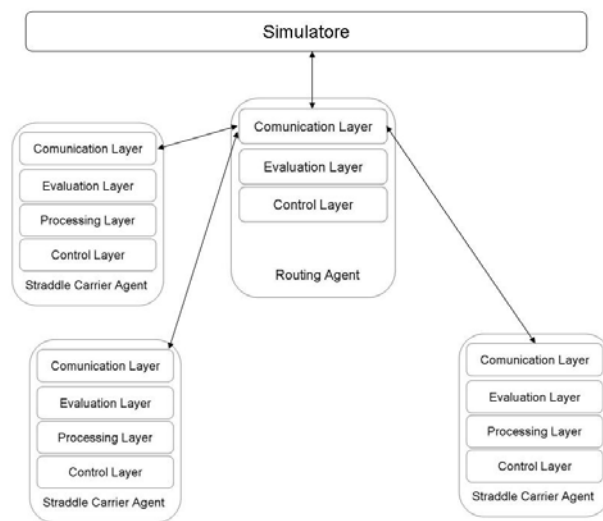 Simulatore
Comunication Layer
Evaluation Layer
Control Layer
Routing Agent
Comunication Layer
Evaluation Layer
Processing Layer
Control Layer
Straddle Carrier Agent
Comunication Layer
Evaluation Layer
Processing Layer
Control Layer
Straddle Carrier Agent
Comunication Layer
Evaluation Layer
Processing Layer
Control Layer
Straddle Carrier Agent